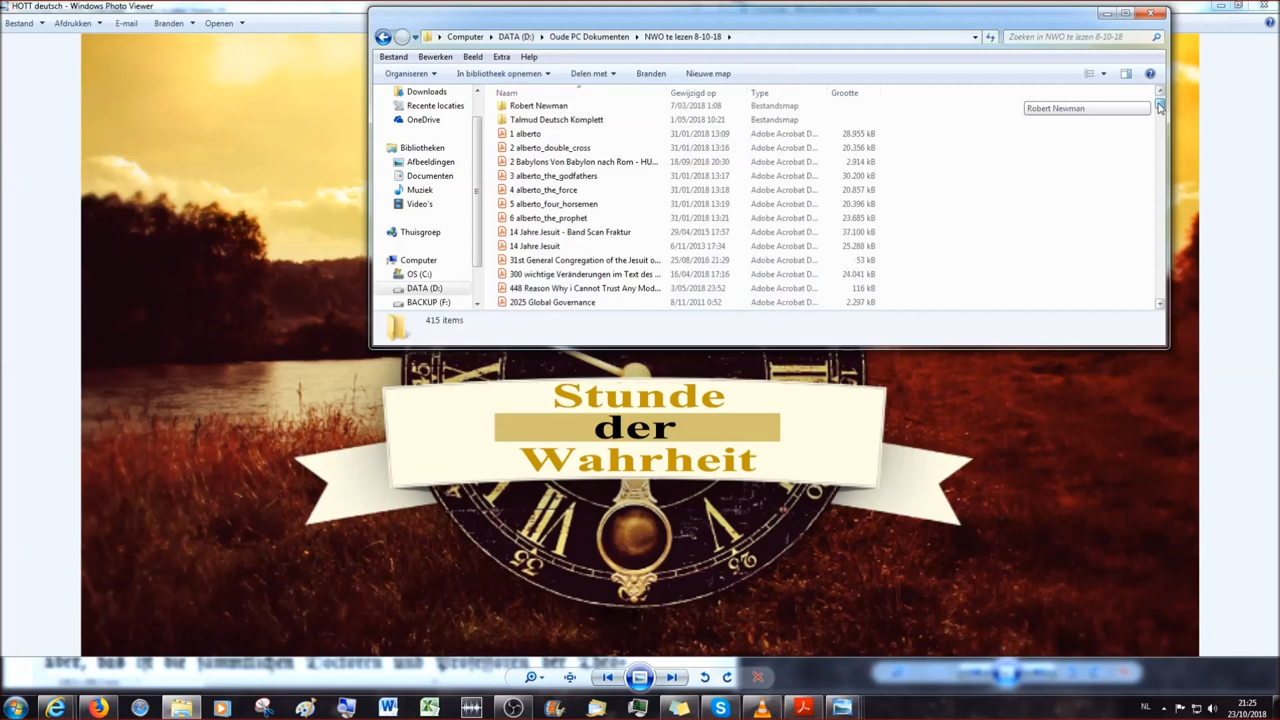 HOTT deutsch - Windows Photo Viewer
Bestand Afdrukken E-mail Branden Openen
Computer DATA (D:) Oude PC Dokumenten NWO te lezen 8-10-18 Zoeken in NWO te lezen 8-10-18
Bestand Bewerken Beeld Extra Help
Organiseren In bibliotheek opnemen Delen met Branden Nieuwe map
Downloads
Recente locaties
OneDrive
Bibliotheken
Afbeeldingen
Documenten
Muziek
Video's
Thuisgroep
Computer
OS (C:)
DATA (D:)
BACKUP (F:)
Naam Gewijzigd op Type Grootte
Robert Newman 7/03/2018 1:08 Bestandsmap
Talmud Deutsch Komplett 1/05/2018 10:21 Bestandsmap
1 alberto 31/01/2018 13:09 Adobe Acrobat D... 28.955 kB
2 alberto_double_cross 31/01/2018 13:16 Adobe Acrobat D... 20.356 kB
2 Babylons Von Babylon nach Rom - HU... 18/09/2018 20:30 Adobe Acrobat D... 2.914 kB
3 alberto_the_godfathers 31/01/2018 13:17 Adobe Acrobat D... 30.200 kB
4 alberto_the_force 31/01/2018 13:18 Adobe Acrobat D... 20.857 kB
5 alberto_four_horsemen 31/01/2018 13:19 Adobe Acrobat D... 20.396 kB
6 alberto_the_prophet 31/01/2018 13:21 Adobe Acrobat D... 23.685 kB
14 Jahre Jesuit - Band Scan Fraktur 29/04/2015 17:57 Adobe Acrobat D... 37.100 kB
14 Jahre Jesuit 6/11/2013 17:34 Adobe Acrobat D... 25.288 kB
31st General Congregation of the Jesuit o... 25/08/2016 21:29 Adobe Acrobat D... 53 kB
300 wichtige Veränderungen im Text des ... 16/04/2018 17:16 Adobe Acrobat D... 24.041 kB
448 Reason Why i Cannot Trust Any Mod... 3/05/2018 23:52 Adobe Acrobat D... 116 kB
2025 Global Governance 8/11/2011 0:52 Adobe Acrobat D... 2.297 kB
Robert Newman
415 items
Stunde
der
Wahrheit
NL 21:25
23/10/2018